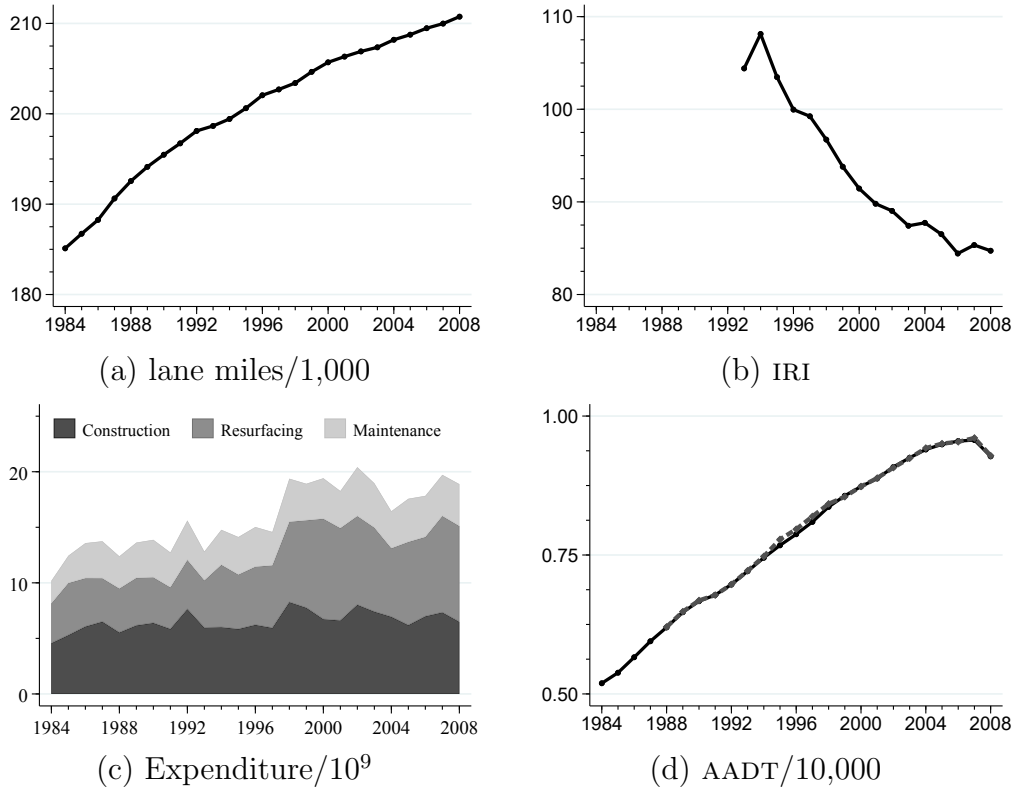 210
200
190
180
1984 1988 1992 1996 2000 2004 2008
(a) lane miles/1,000
110
100
90
80
1984 1988 1992 1996 2000 2004 2008
(b) IRI
Construction Resurfacing Maintenance
20
10
0
1984 1988 1992 1996 2000 2004 2008
(c) Expenditure/10⁹
1.00
0.75
0.50
1984 1988 1992 1996 2000 2004 2008
(d) AADT/10,000